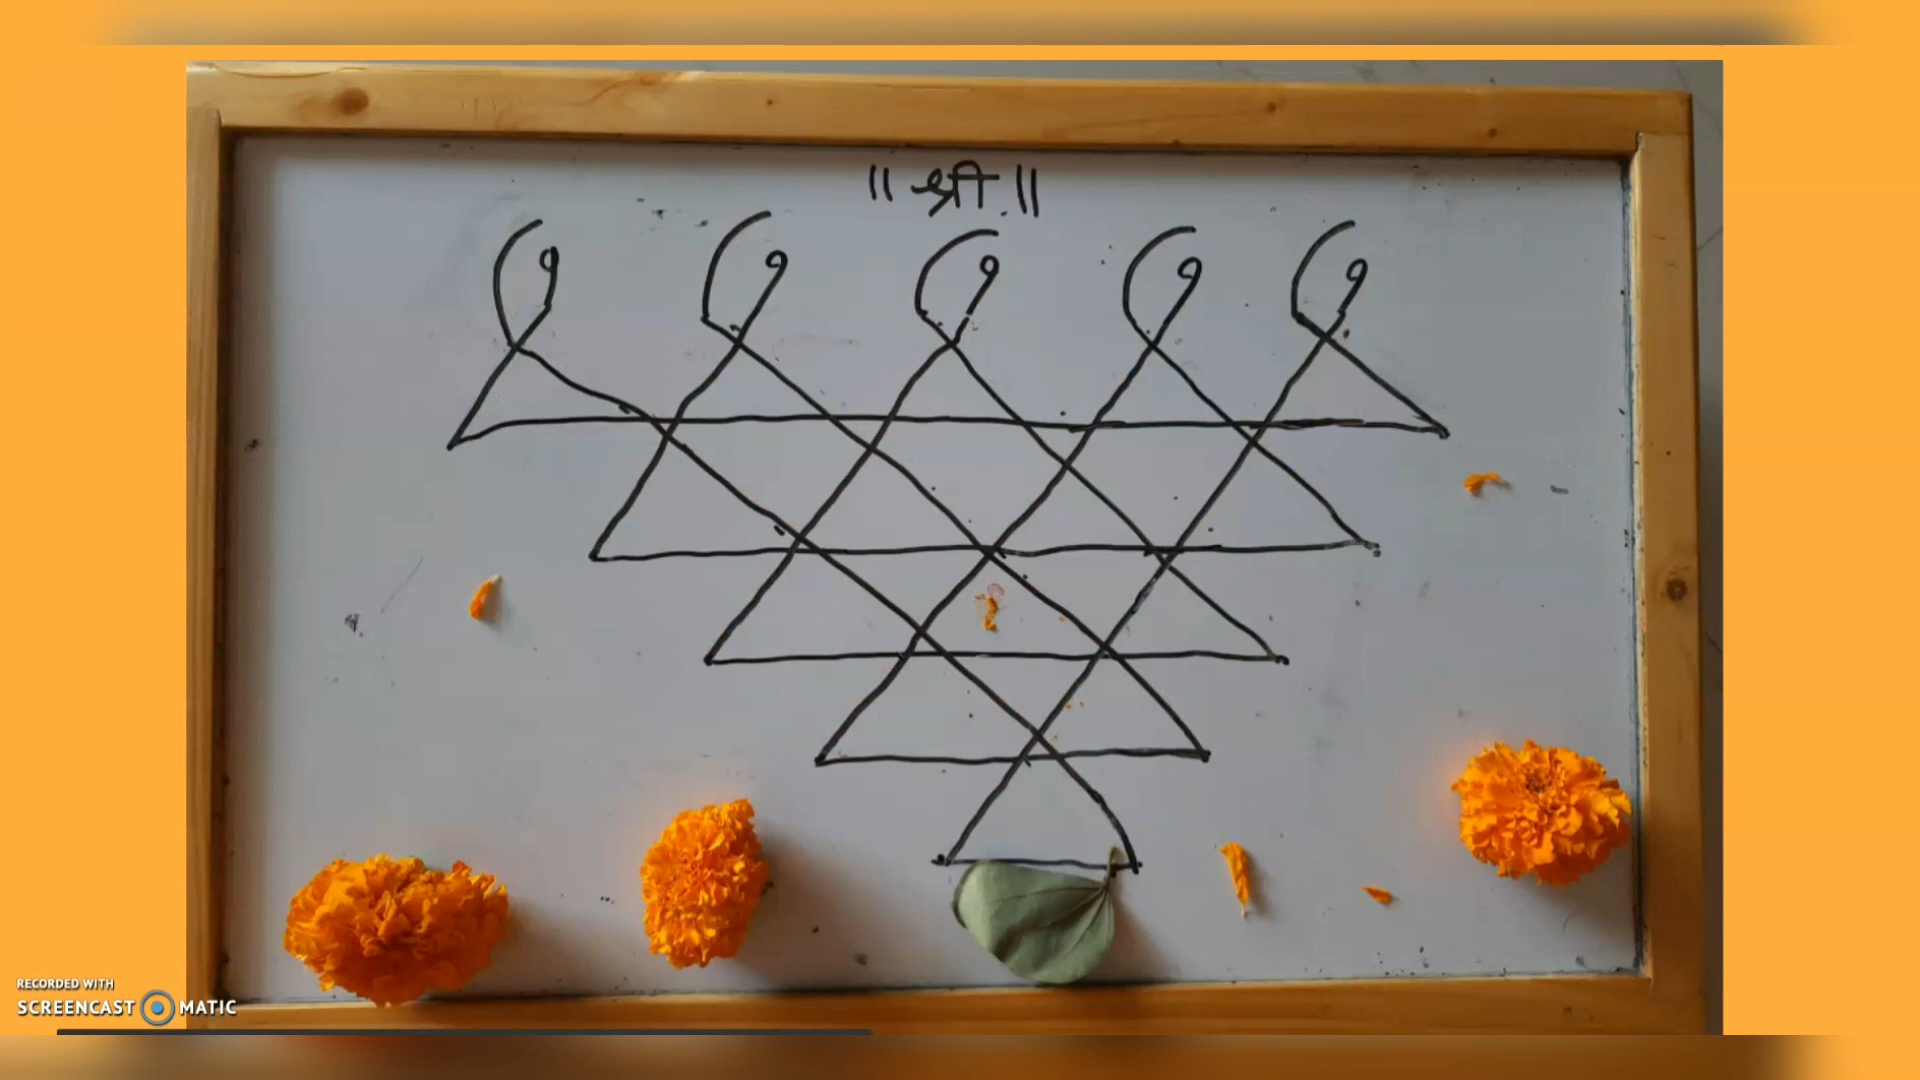 ॥ श्री. ॥
RECORDED WITH
SCREENCAST MATIC